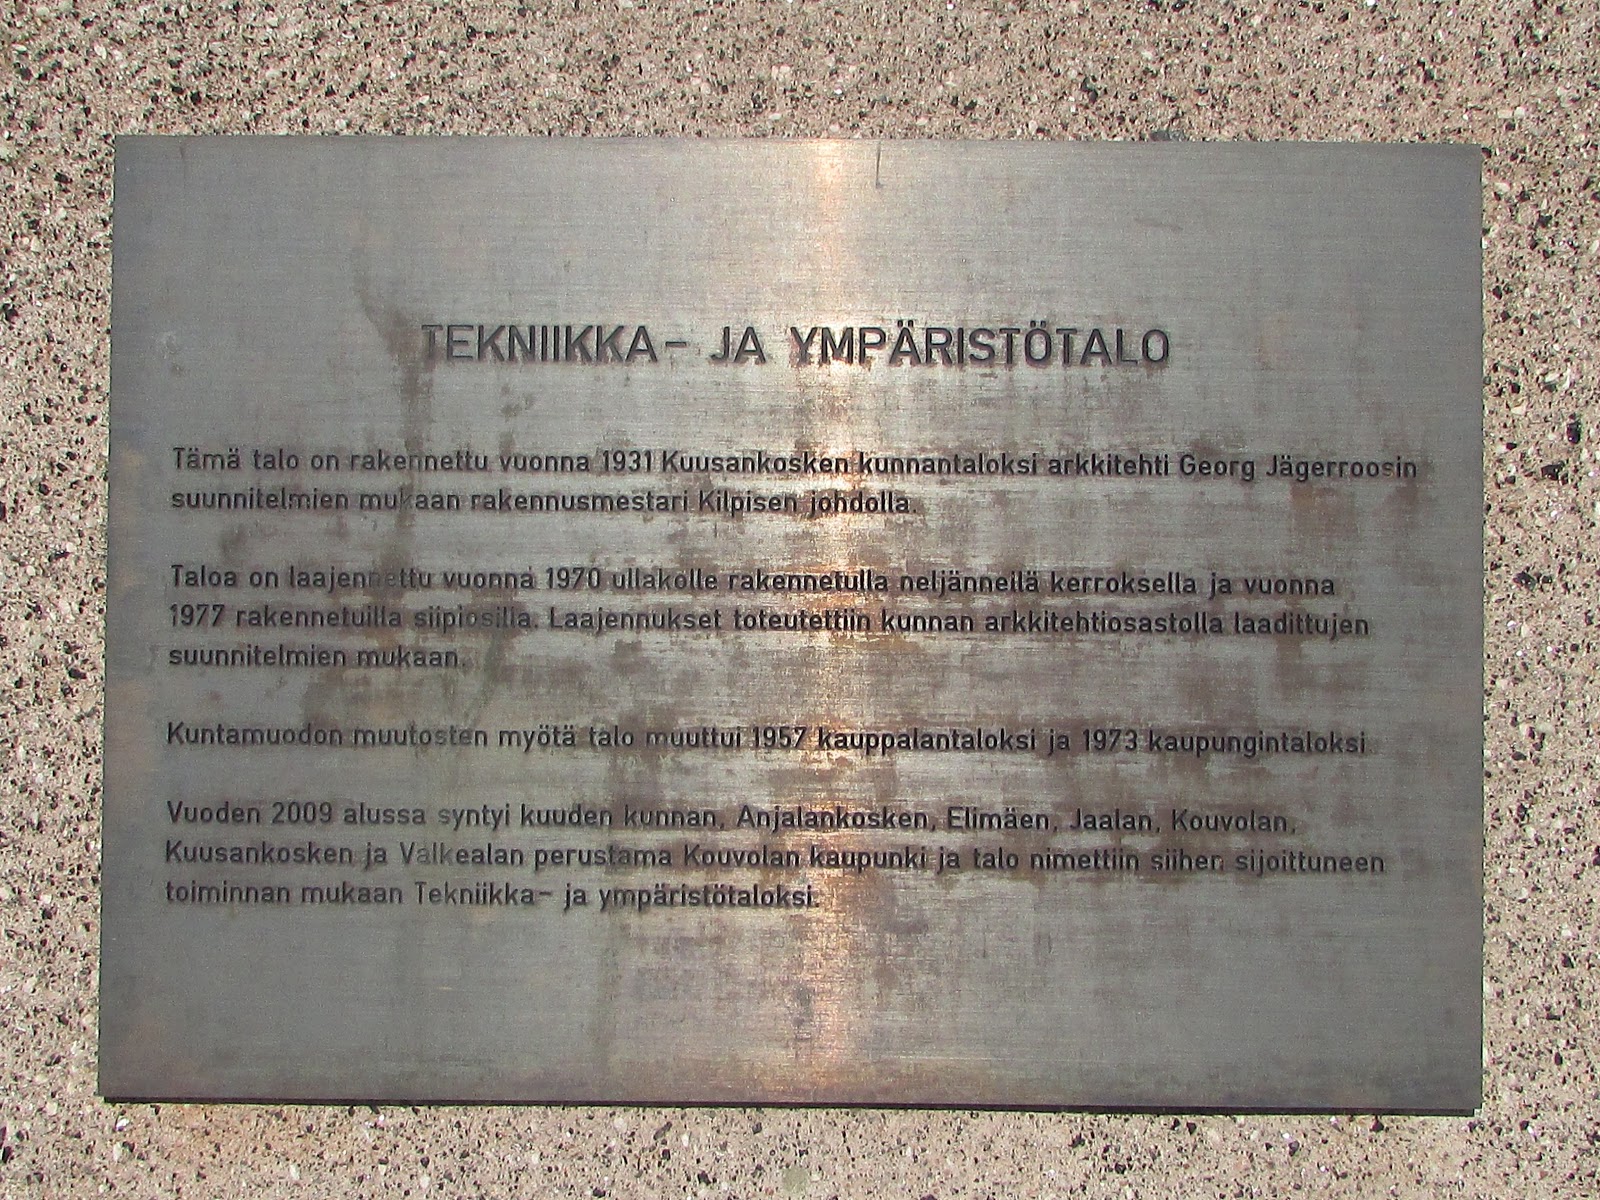 TEKNIIKKA- JA YMPÄRISTÖTALO
Tämä talo on rakennettu vuonna 1931 Kuusankosken kunnantaloksi arkkitehti Georg Jägerroosin
suunnitelmien mukaan rakennusmestari Kilpisen johdolla.
Taloa on laajennettu vuonna 1970 ullakolle rakennetulla neljännellä kerroksella ja vuonna
1977 rakennetuilla siipiosilla. Laajennukset toteutettiin kunnan arkkitehtiosastolla laadittujen
suunnitelmien mukaan.
Kuntamuodon muutosten myötä talo muuttui 1957 kauppalantaloksi ja 1973 kaupungintaloksi
Vuoden 2009 alussa syntyi kuuden kunnan, Anjalankosken, Elimäen, Jaalan, Kouvolan,
Kuusankosken ja Valkealan perustama Kouvolan kaupunki ja talo nimettiin siihen sijoittuneen
toiminnan mukaan Tekniikka- ja ympäristötaloksi.